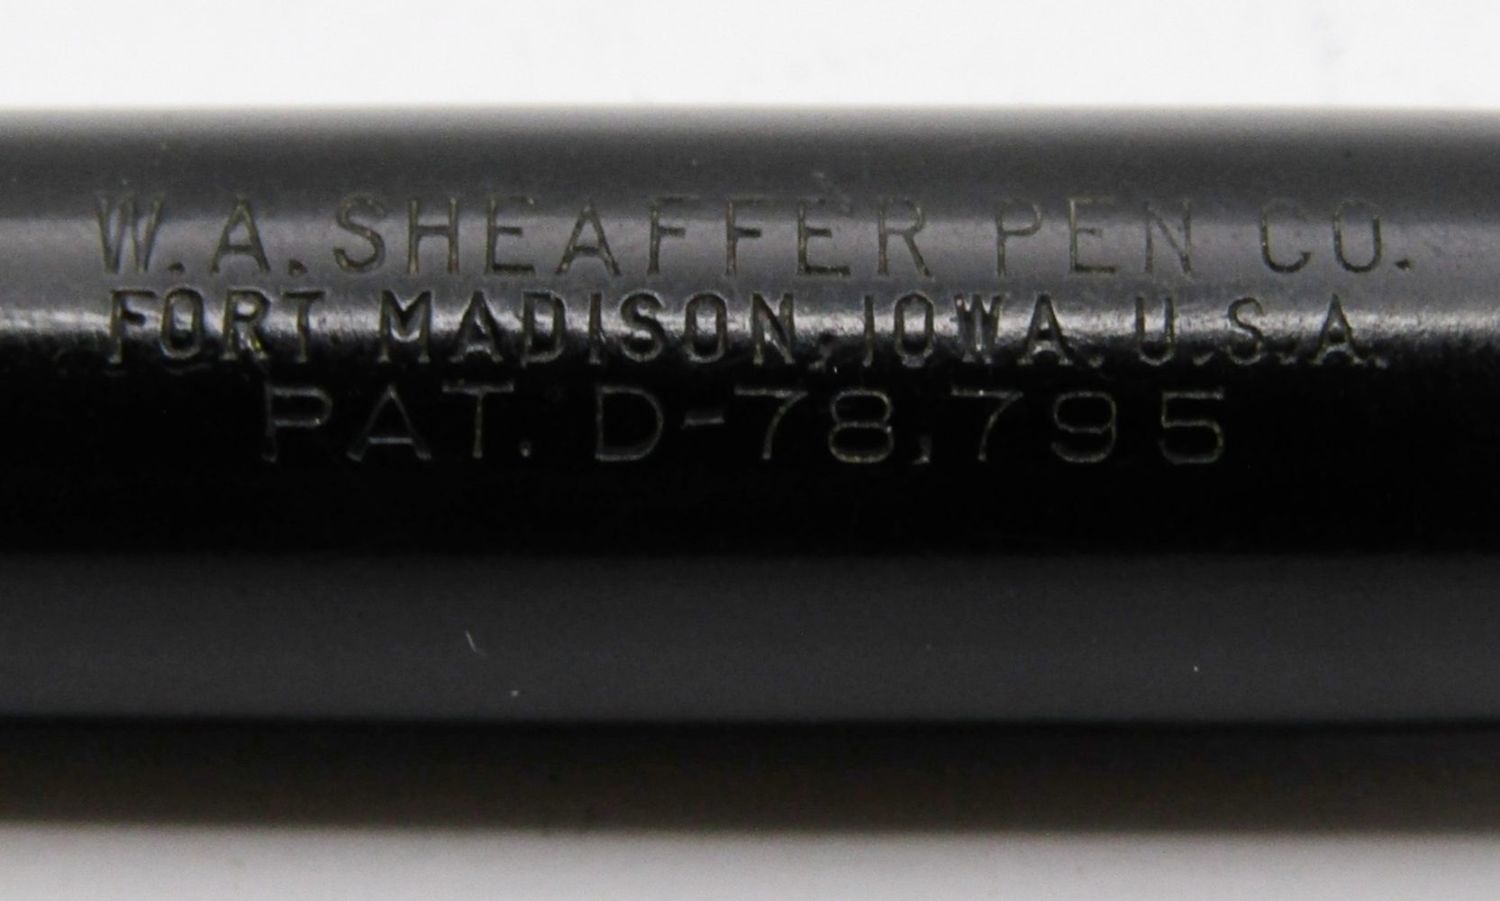 W.A.SHEAFFER PEN CO.
FORT MADISON, IOWA.U.S.A.
PAT. D-78,795